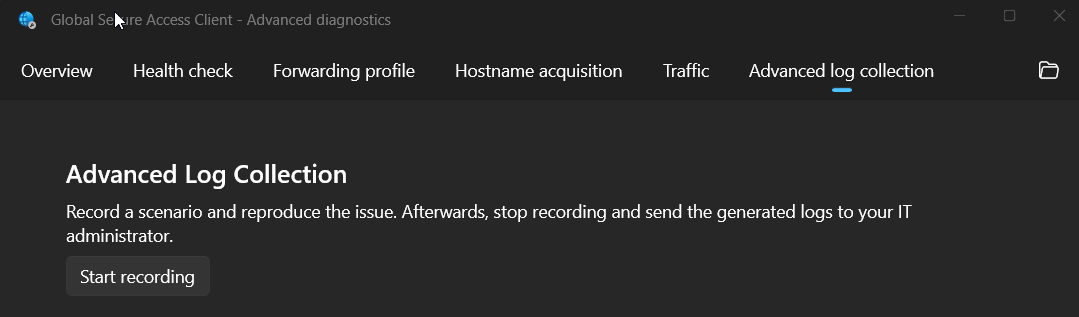 Global Secure Access Client - Advanced diagnostics
Overview Health check Forwarding profile Hostname acquisition Traffic Advanced log collection
Advanced Log Collection
Record a scenario and reproduce the issue. Afterwards, stop recording and send the generated logs to your IT
administrator.
Start recording